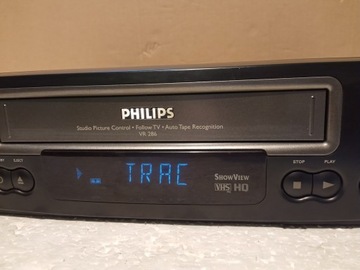 PHILIPS
Studio Picture Control • Follow TV • Auto Tape Recognition
VR 286
EJECT
TRAC
SHOWVIEW
VHS HQ
STOP
PLAY